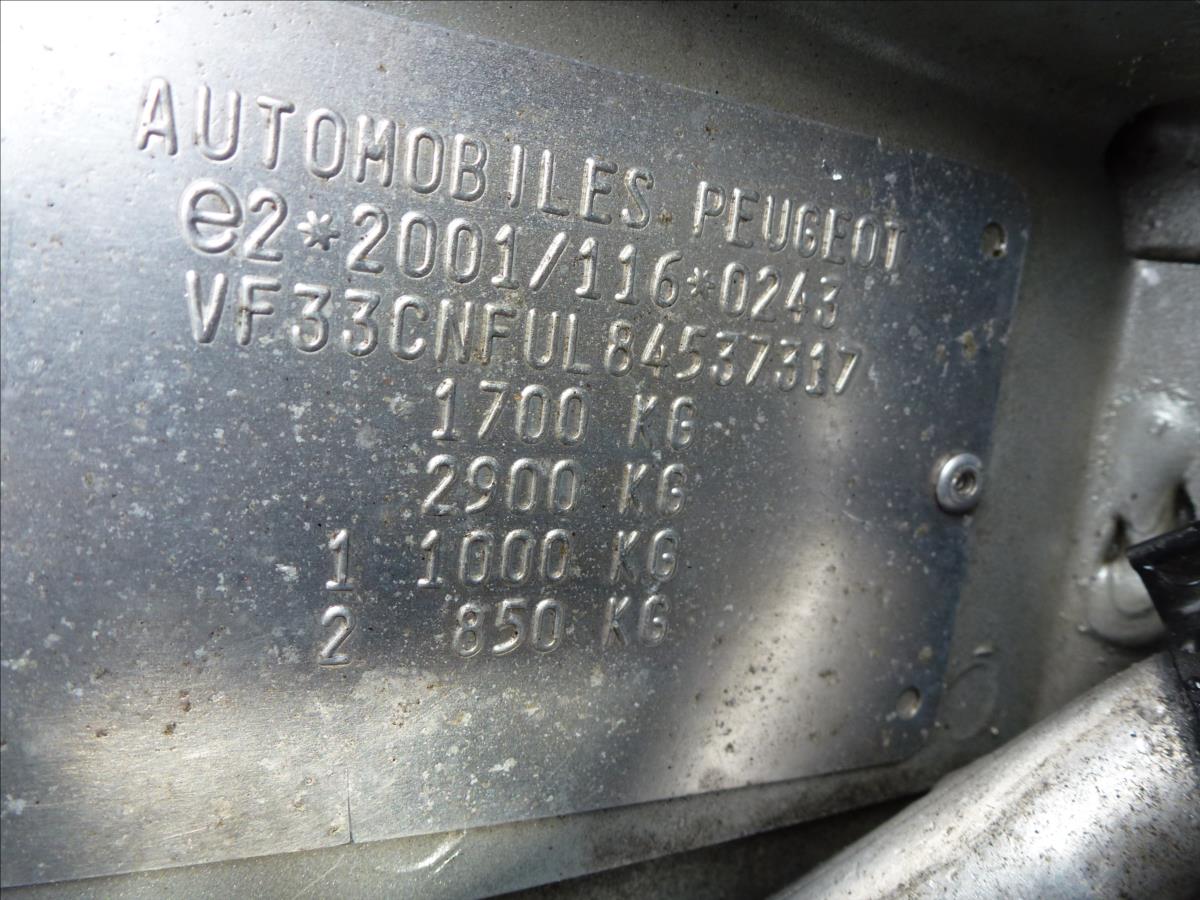 AUTOMOBILES PEUGEOT
e2*2001/116*0243
VF33CNFUL84537317
1700 KG
2900 KG
1 1000 KG
2 850 KG